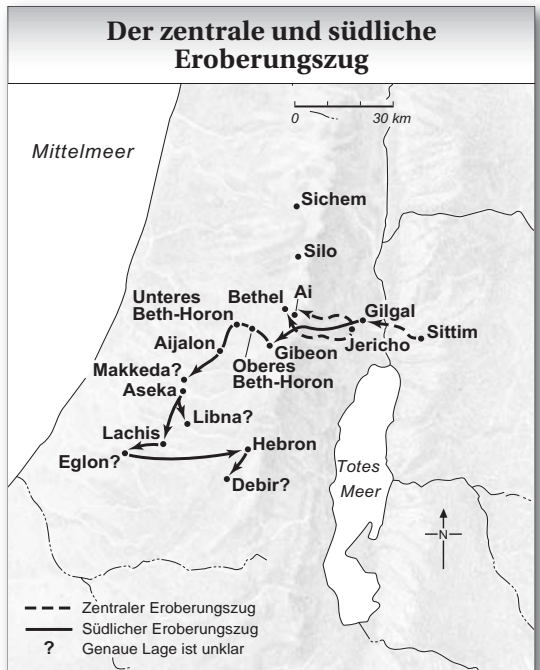 Der zentrale und südliche
Eroberungszug
0 30 km
Mittelmeer
Sichem
Silo
Bethel
Ai
Gilgal
Unteres
Beth-Horon
Jericho
Sittim
Aijalon
Gibeon
Oberes
Beth-Horon
Makkeda?
Aseka
Libna?
Lachis
Hebron
Eglon?
Debir?
Totes
Meer
N
Zentraler Eroberungszug
Südlicher Eroberungszug
? Genaue Lage ist unklar